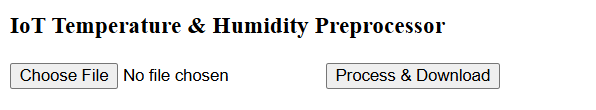 IoT Temperature & Humidity Preprocessor
Choose File No file chosen Process & Download